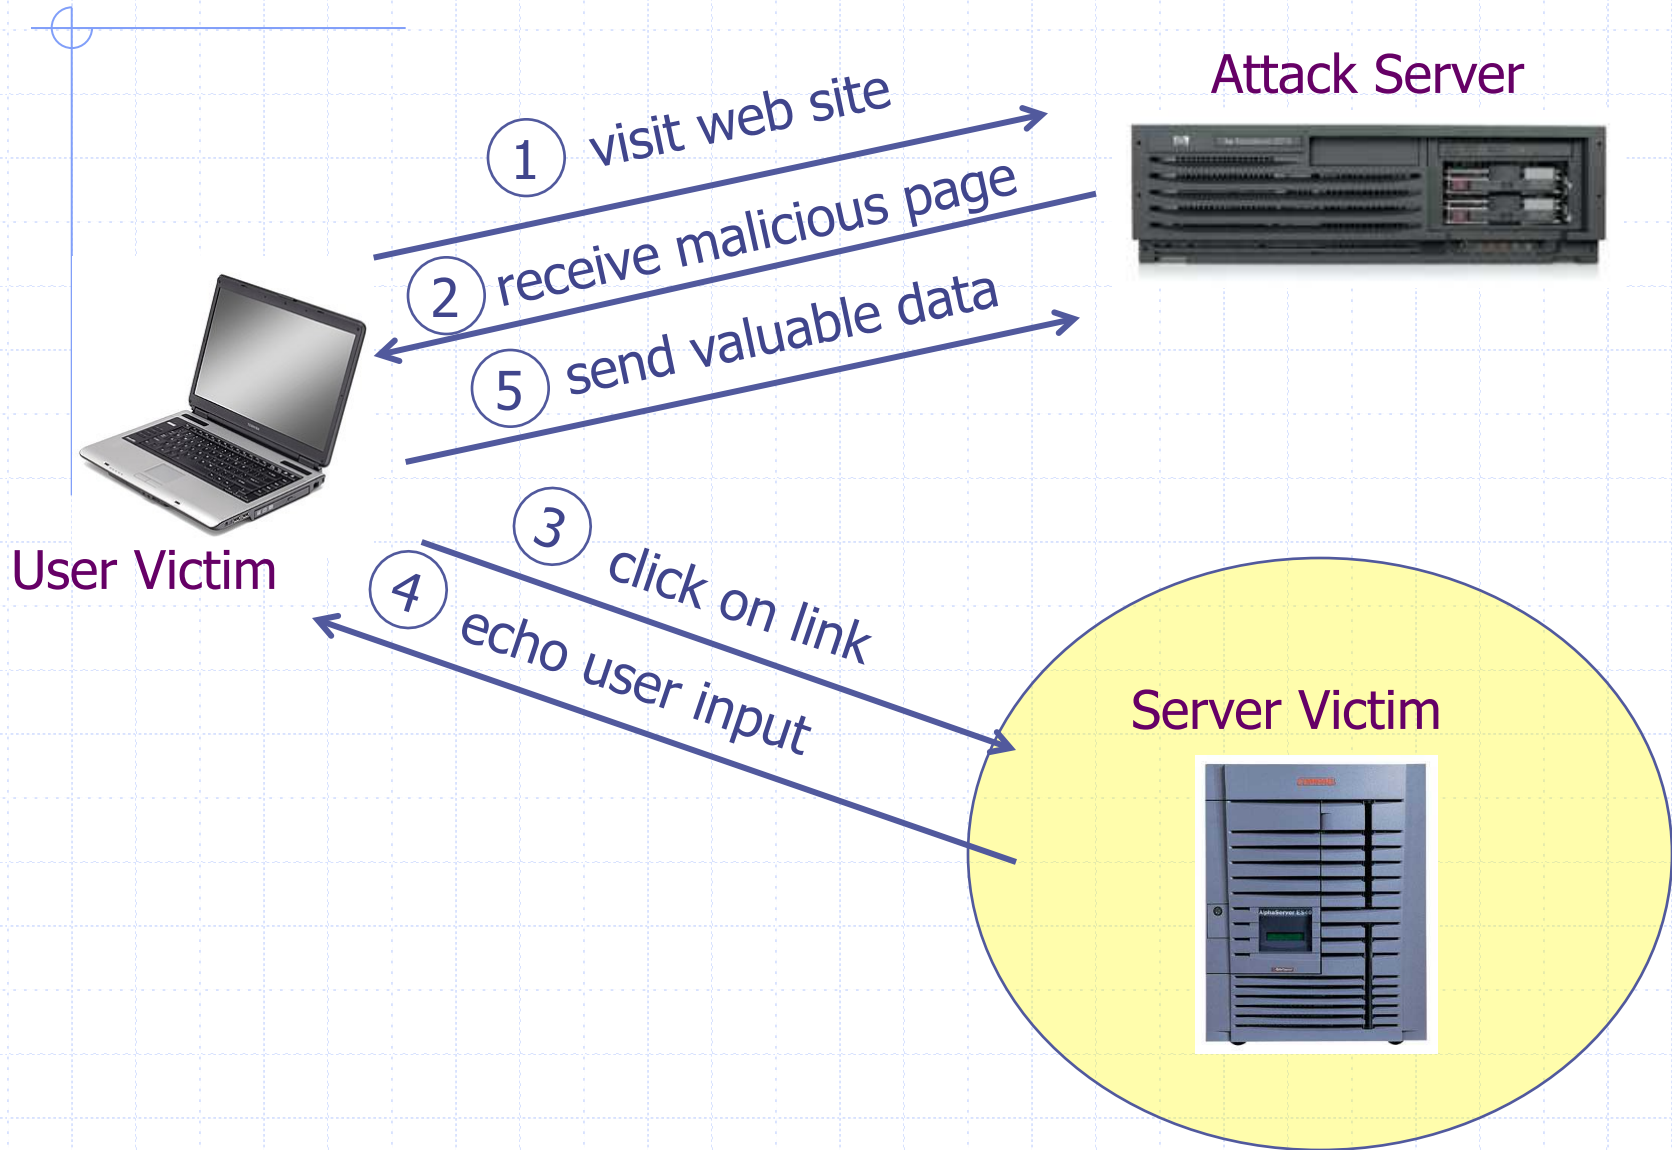 Attack Server
1 visit web site
2 receive malicious page
5 send valuable data
User Victim
3 click on link
4 echo user input
Server Victim